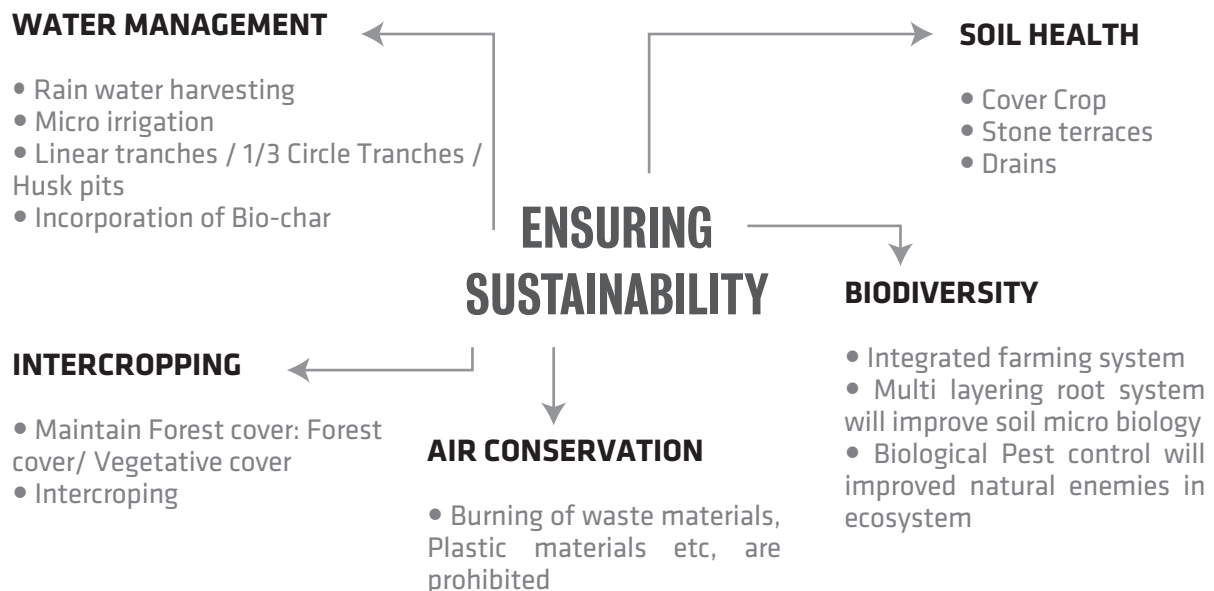 WATER MANAGEMENT
• Rain water harvesting
• Micro irrigation
• Linear tranches / 1/3 Circle Tranches /
Husk pits
• Incorporation of Bio-char
SOIL HEALTH
• Cover Crop
• Stone terraces
• Drains
ENSURING
SUSTAINABILITY
BIODIVERSITY
• Integrated farming system
• Multi layering root system
will improve soil micro biology
• Biological Pest control will
improved natural enemies in
ecosystem
INTERCROPPING
• Maintain Forest cover: Forest
cover/ Vegetative cover
• Intercroping
AIR CONSERVATION
• Burning of waste materials,
Plastic materials etc, are
prohibited